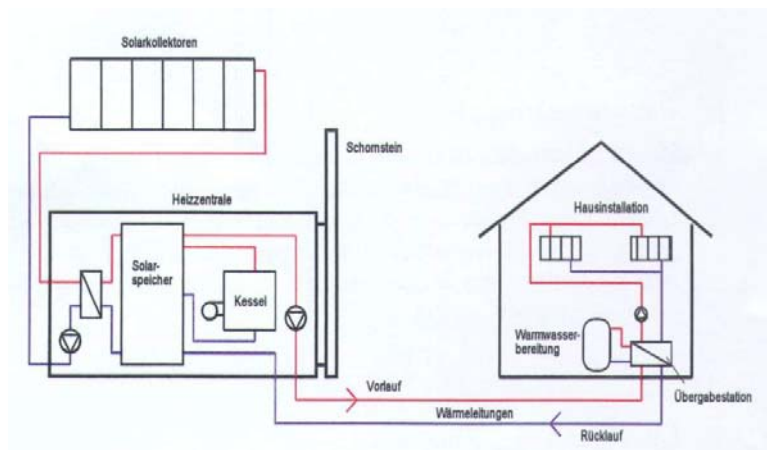 Solarkollektoren
Schornstein
Heizzentrale
Hausinstallation
Solar-
speicher
Kessel
Warmwasser-
bereitung
Vorlauf
Übergabestation
Wärmeleitungen
Rücklauf